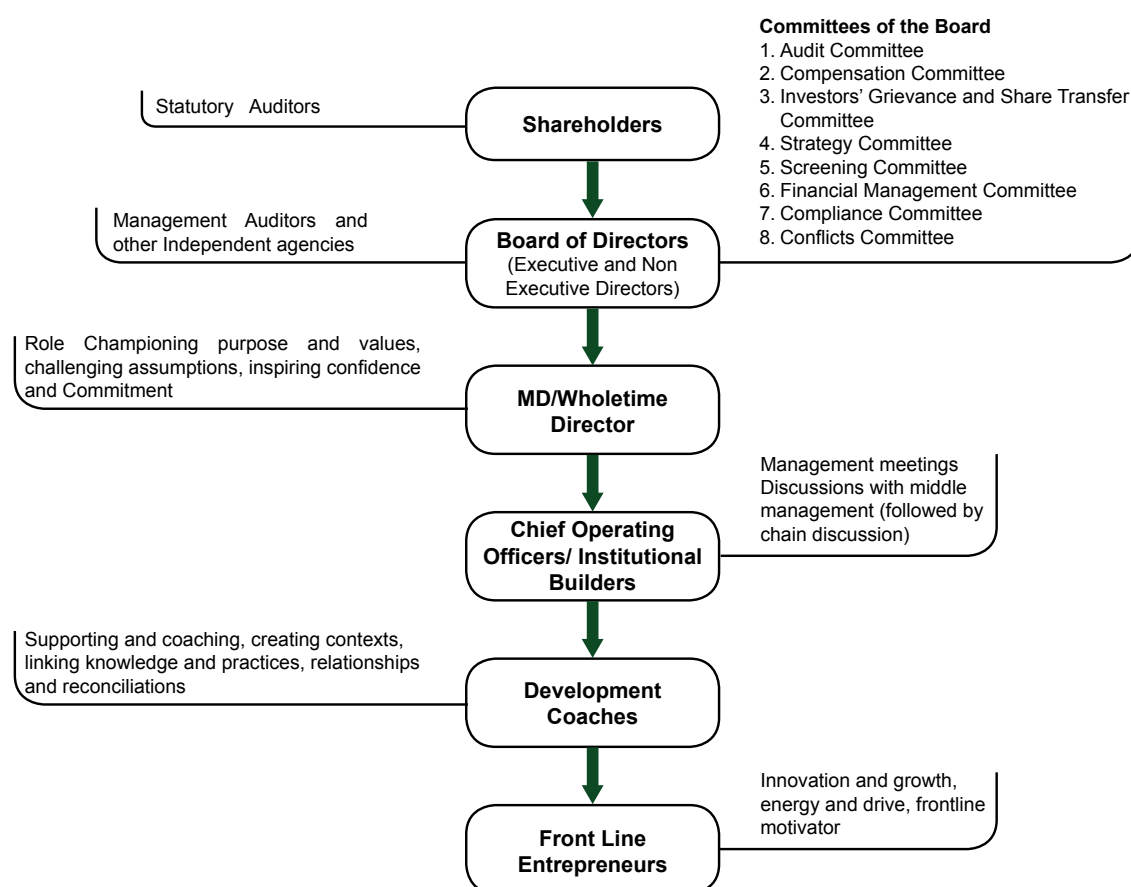 Committees of the Board
1. Audit Committee
2. Compensation Committee
3. Investors’ Grievance and Share Transfer
Committee
4. Strategy Committee
5. Screening Committee
6. Financial Management Committee
7. Compliance Committee
8. Conflicts Committee
Statutory Auditors
Shareholders
Management Auditors and
other Independent agencies
Board of Directors
(Executive and Non
Executive Directors)
Role Championing purpose and values,
challenging assumptions, inspiring confidence
and Commitment
MD/Wholetime
Director
Management meetings
Discussions with middle
management (followed by
chain discussion)
Chief Operating
Officers/ Institutional
Builders
Supporting and coaching, creating contexts,
linking knowledge and practices, relationships
and reconciliations
Development
Coaches
Innovation and growth,
energy and drive, frontline
motivator
Front Line
Entrepreneurs